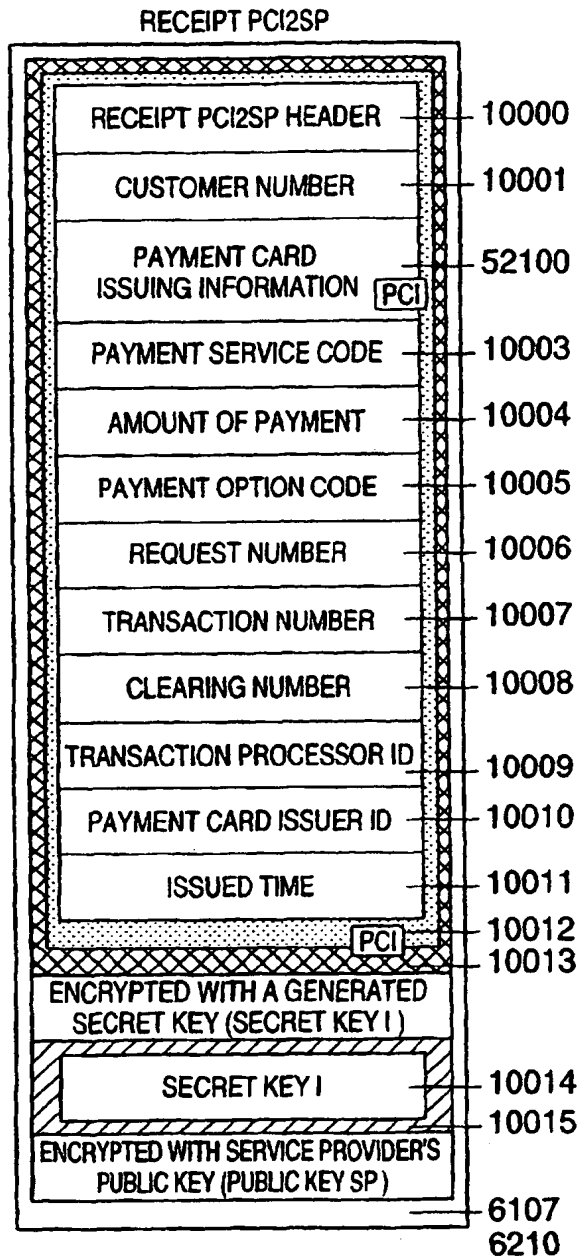 RECEIPT PCI2SP
RECEIPT PCI2SP HEADER 10000
CUSTOMER NUMBER 10001
PAYMENT CARD
ISSUING INFORMATION 52100
PCI
PAYMENT SERVICE CODE 10003
AMOUNT OF PAYMENT 10004
PAYMENT OPTION CODE 10005
REQUEST NUMBER 10006
TRANSACTION NUMBER 10007
CLEARING NUMBER 10008
TRANSACTION PROCESSOR ID 10009
PAYMENT CARD ISSUER ID 10010
ISSUED TIME 10011
PCI 10012
10013
ENCRYPTED WITH A GENERATED
SECRET KEY (SECRET KEY I)
SECRET KEY I 10014
10015
ENCRYPTED WITH SERVICE PROVIDER'S
PUBLIC KEY (PUBLIC KEY SP)
6107
6210